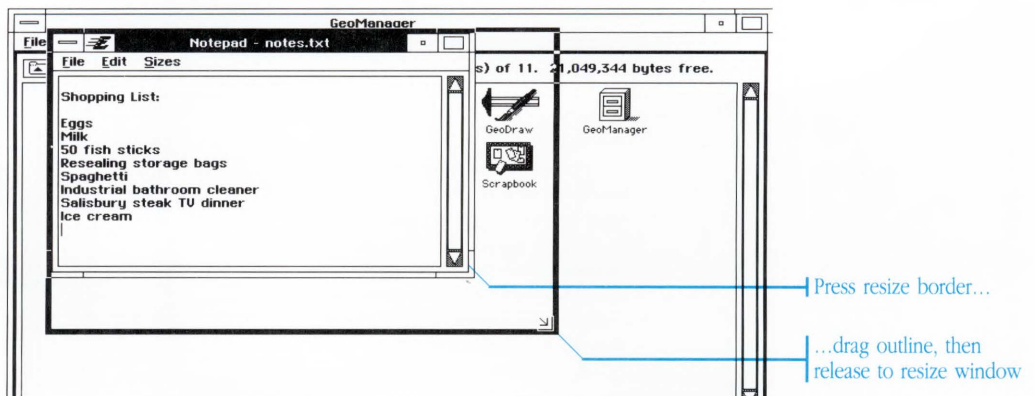 GeoManager
File
Notepad - notes.txt
File Edit Sizes
s) of 11. 21,049,344 bytes free.
Shopping List:
Eggs
Milk
50 fish sticks
Resealing storage bags
Spaghetti
Industrial bathroom cleaner
Salisbury steak TV dinner
Ice cream
GeoDraw
GeoManager
Scrapbook
Press resize border...
...drag outline, then
release to resize window